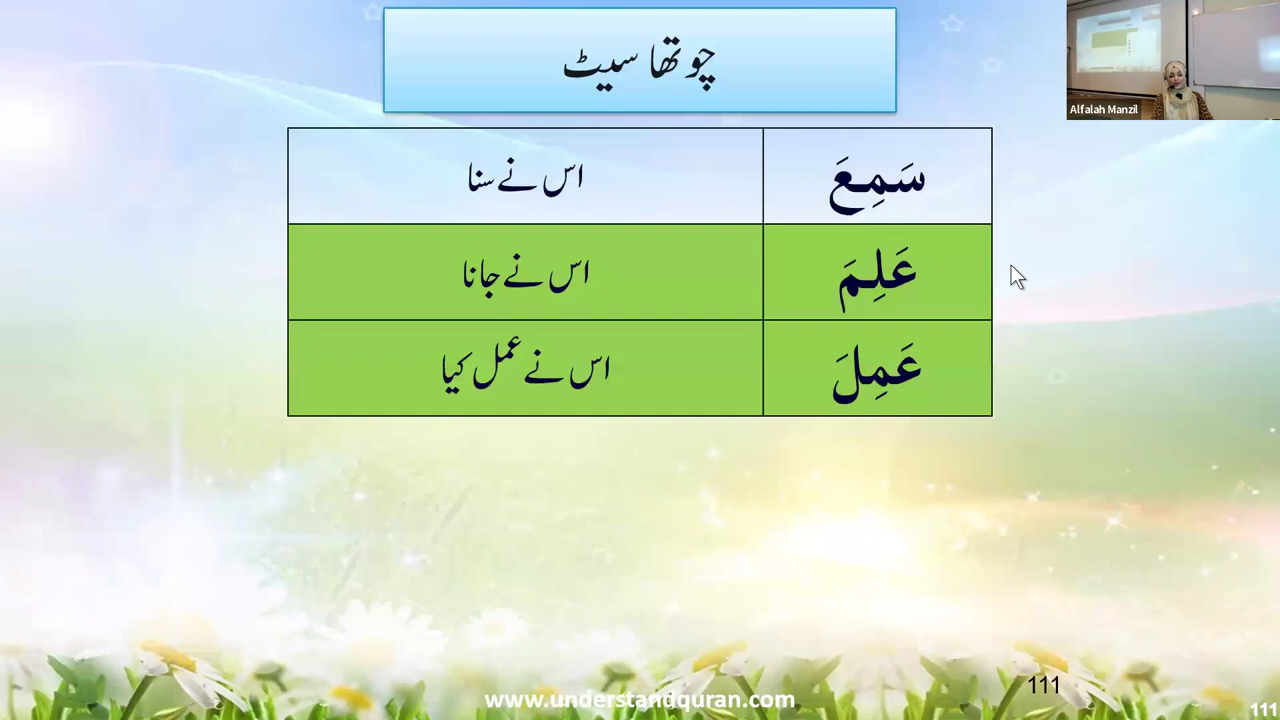 چوتھا سیٹ
Alfalah Manzil
سَمِعَ اس نے سنا
عَلِمَ اس نے جانا
عَمِلَ اس نے عمل کیا
www.understandquran.com
111
111